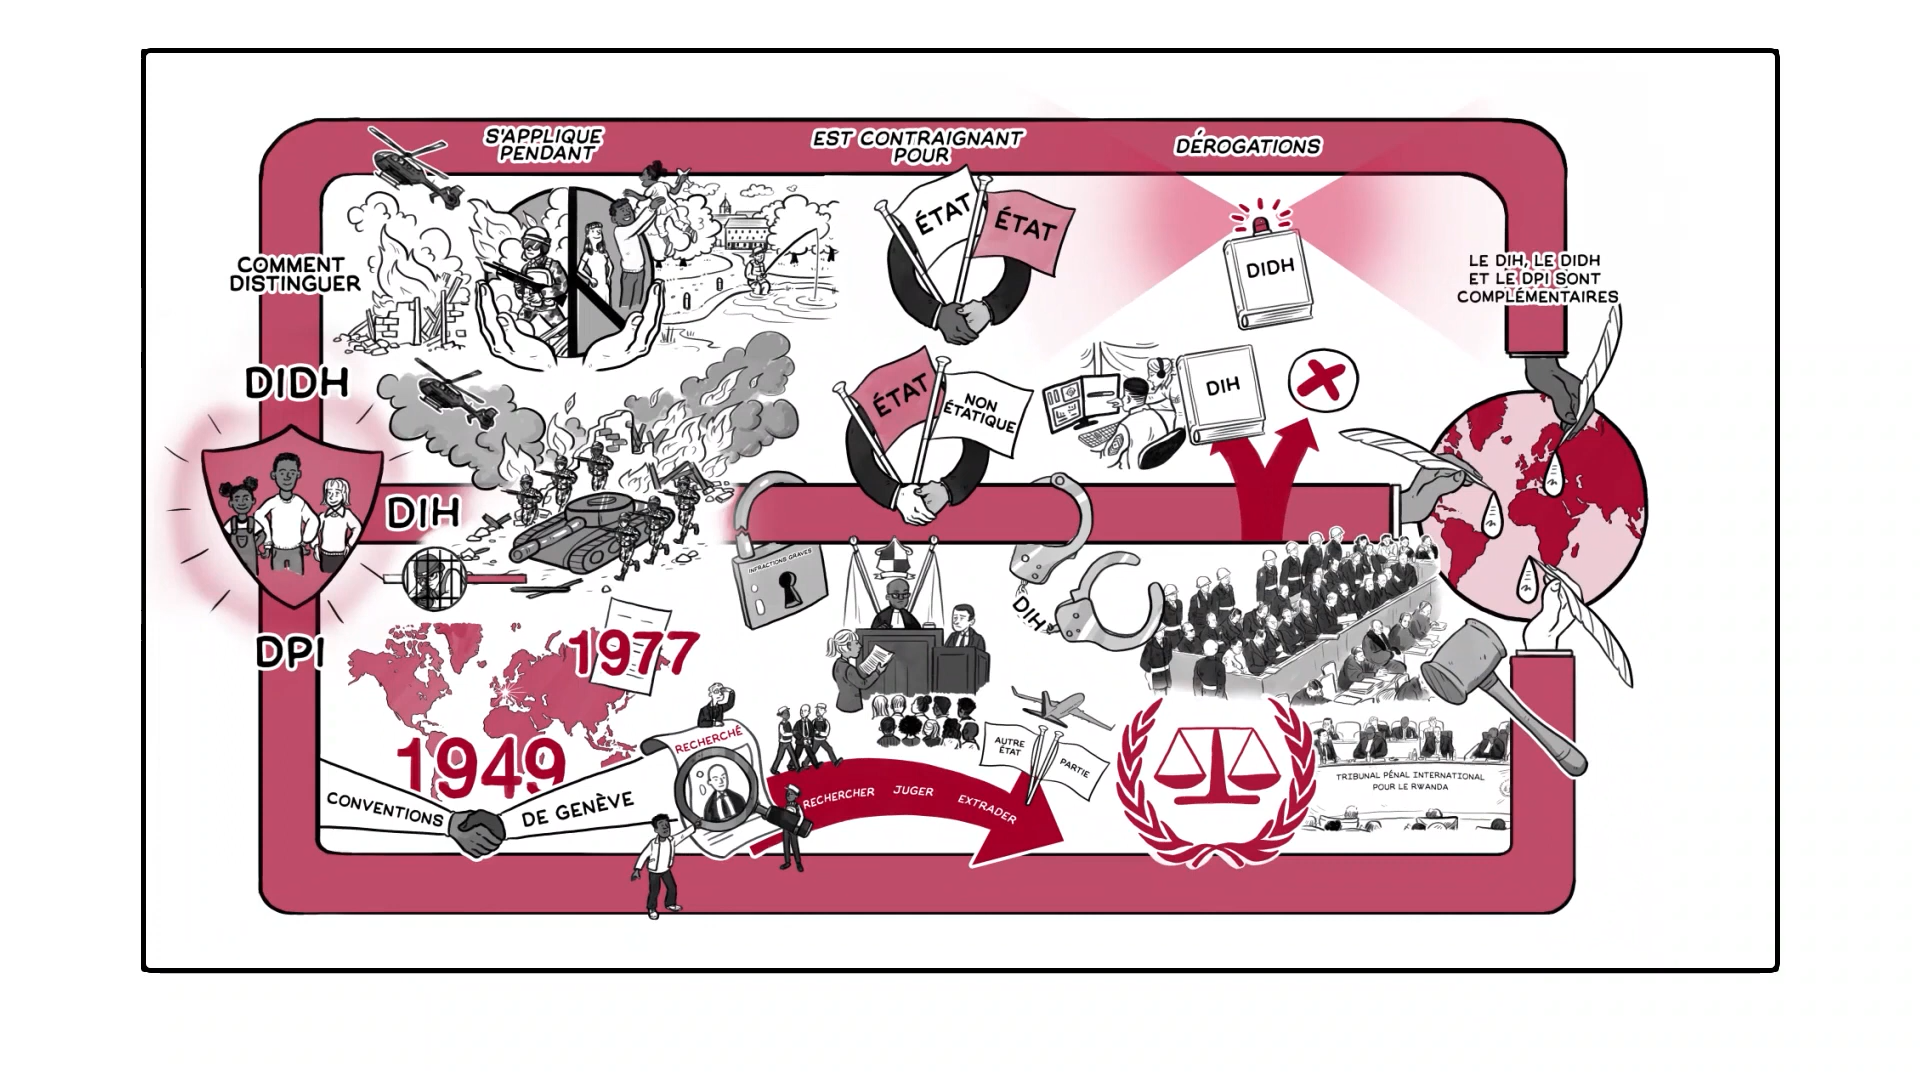 S'APPLIQUE
PENDANT
EST CONTRAIGNANT
POUR
DÉROGATIONS
COMMENT
DISTINGUER
ÉTAT
ÉTAT
DIDH
LE DIH, LE DIDH
ET LE DPI SONT
COMPLÉMENTAIRES
DIDH
ÉTAT
NON
ÉTATIQUE
DIH
DIH
INFRACTIONS GRAVES
DIH
DPI
1977
1949
RECHERCHÉ
AUTRE
ÉTAT
PARTIE
CONVENTIONS
DE GENÈVE
RECHERCHER
JUGER
EXTRADER
TRIBUNAL PÉNAL INTERNATIONAL
POUR LE RWANDA